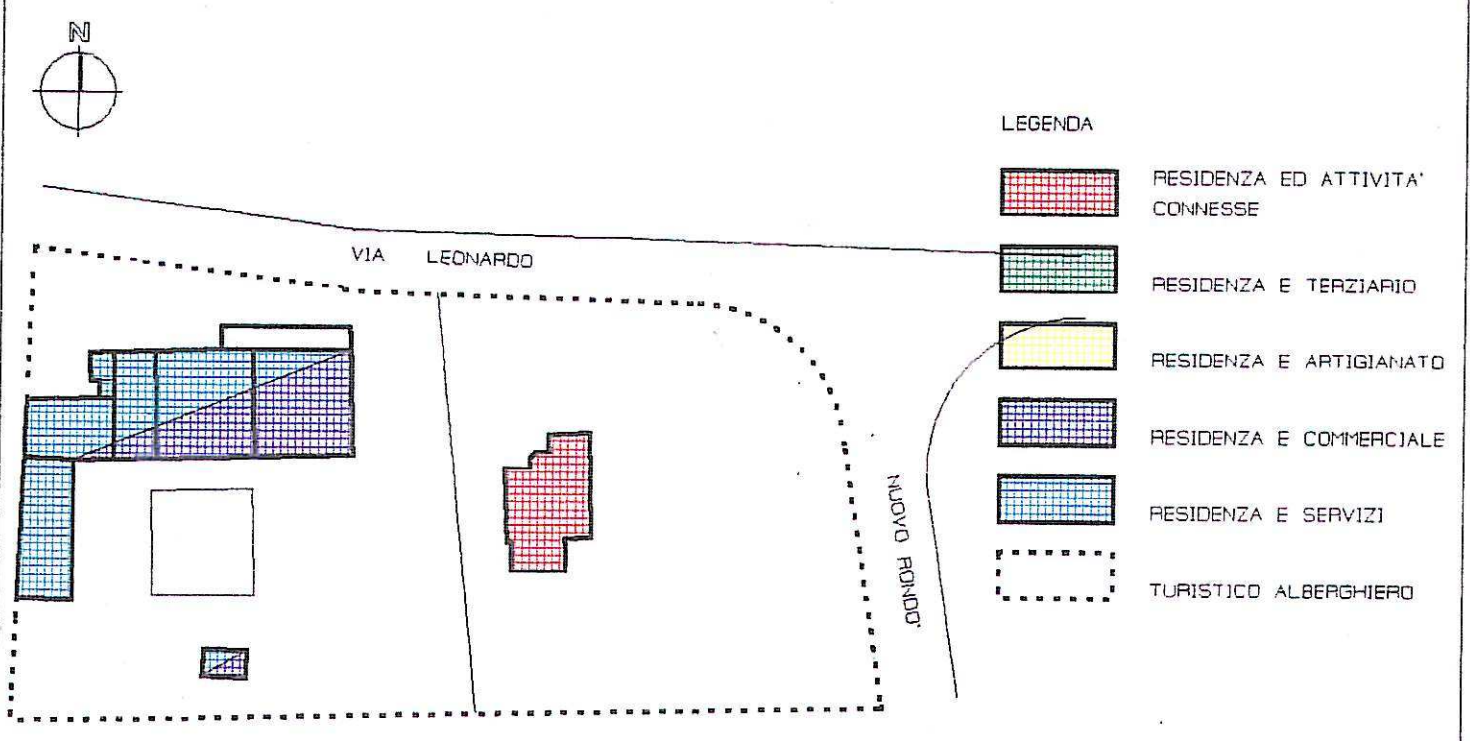 N
LEGENDA
RESIDENZA ED ATTIVITA'
CONNESSE
VIA LEONARDO
RESIDENZA E TERZIARIO
RESIDENZA E ARTIGIANATO
RESIDENZA E COMMERCIALE
NUOVO RONDO'
RESIDENZA E SERVIZI
TURISTICO ALBERGHIERO